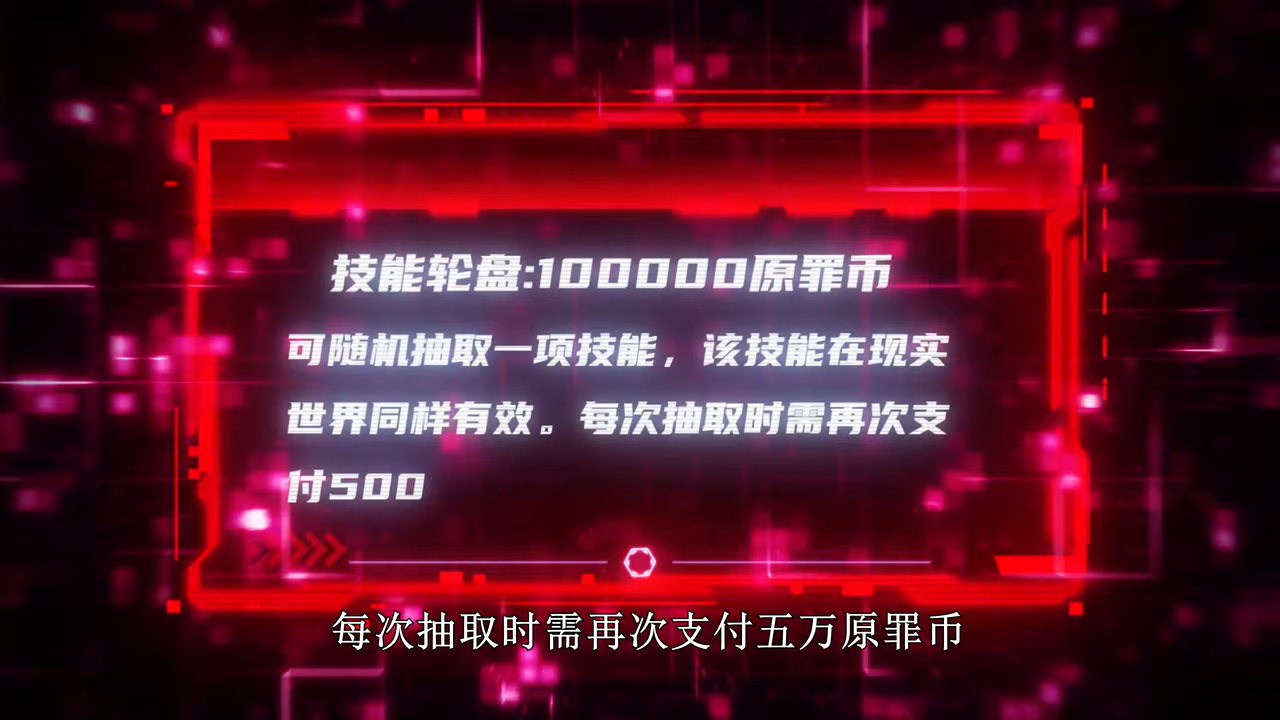 技能轮盘:100000原罪币
可随机抽取一项技能，该技能在现实
世界同样有效。每次抽取时需再次支
付500
每次抽取时需再次支付五万原罪币